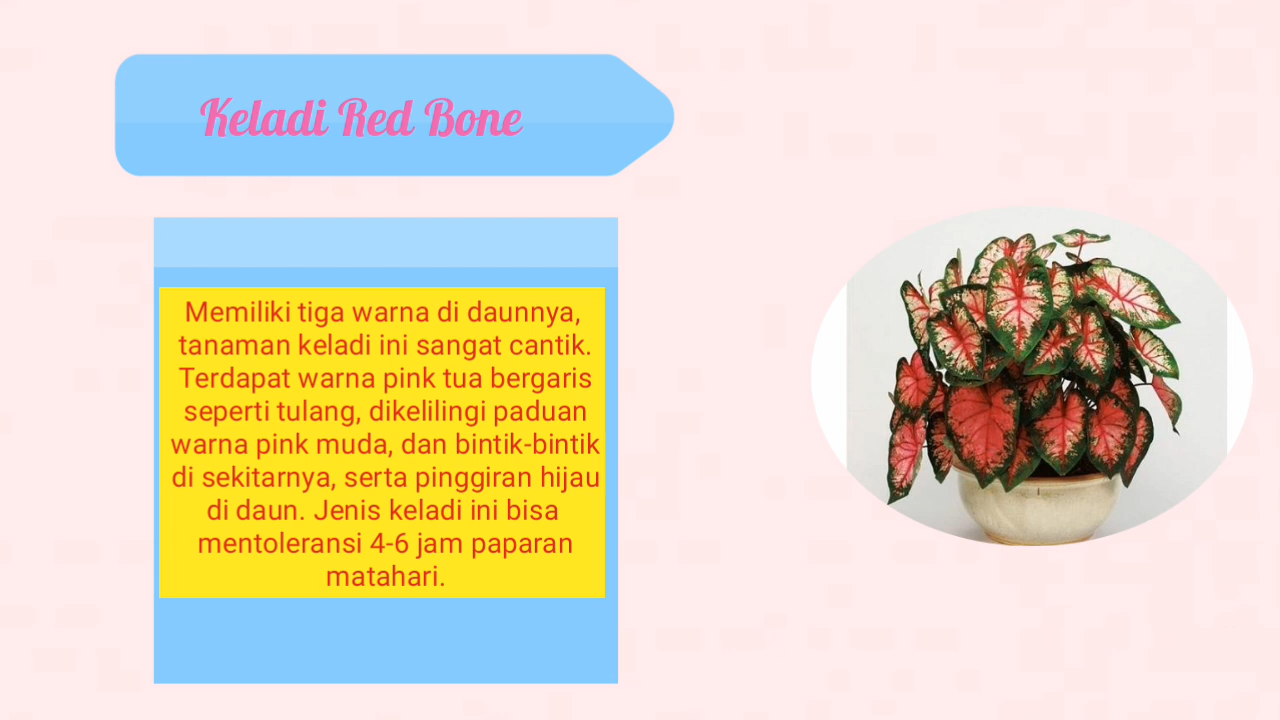 Keladi Red Bone
Memiliki tiga warna di daunnya,
tanaman keladi ini sangat cantik.
Terdapat warna pink tua bergaris
seperti tulang, dikelilingi paduan
warna pink muda, dan bintik-bintik
di sekitarnya, serta pinggiran hijau
di daun. Jenis keladi ini bisa
mentoleransi 4-6 jam paparan
matahari.